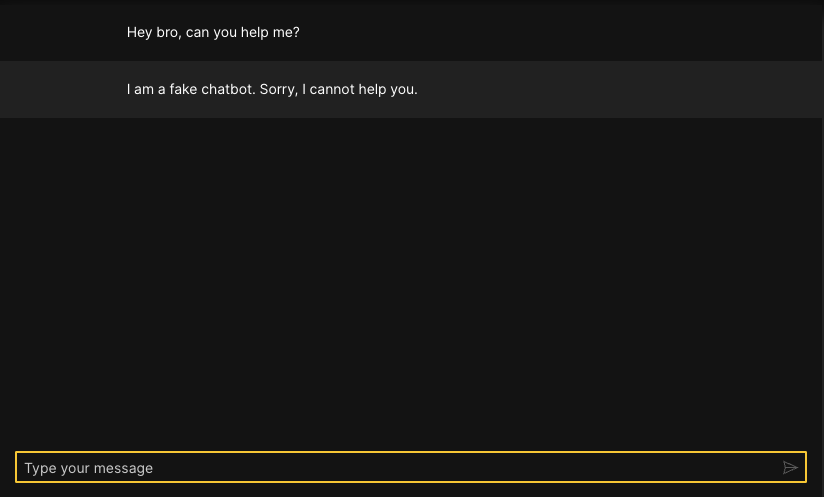 Hey bro, can you help me?
I am a fake chatbot. Sorry, I cannot help you.
Type your message